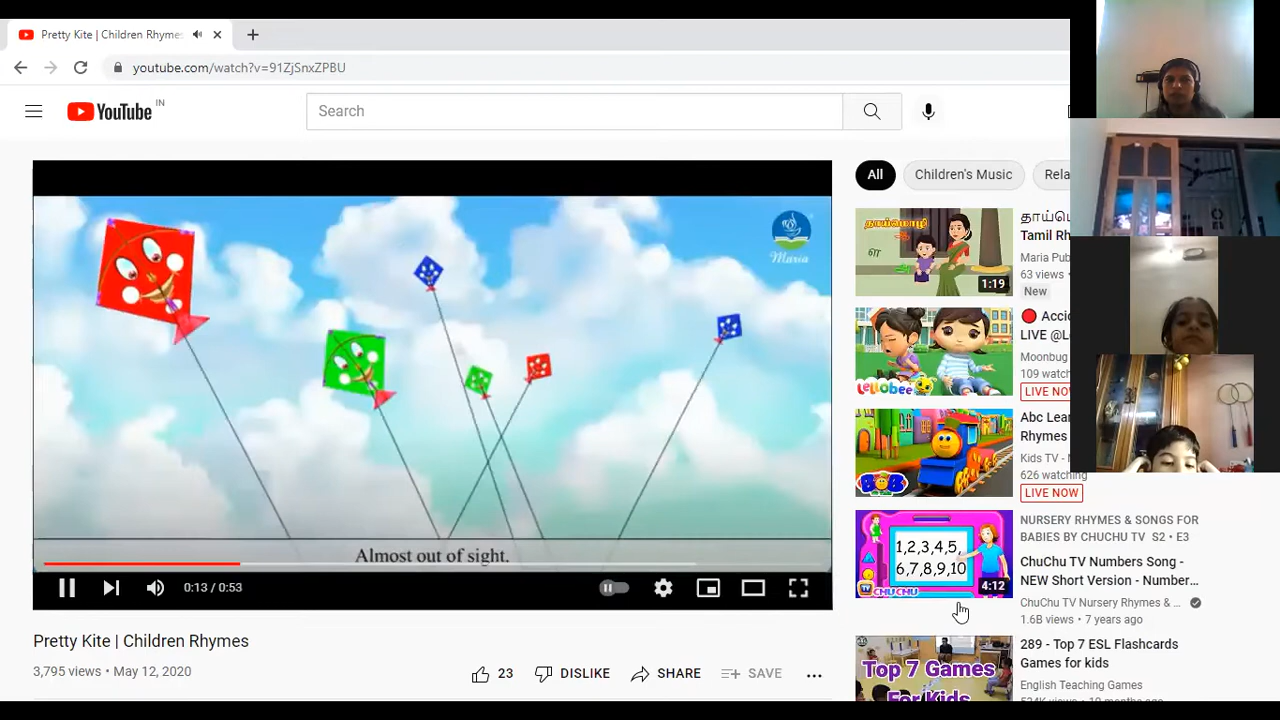 Pretty Kite | Children Rhymes
youtube.com/watch?v=91ZjSnxZPBU
YouTube IN
Search
Maria
Almost out of sight.
0:13 / 0:53
Pretty Kite | Children Rhymes
3,795 views • May 12, 2020
23 DISLIKE SHARE SAVE
All Children's Music Rela
தாய்மொழி
1:19
தாய்மொ
Tamil Rh
Maria Pub
63 views •
New
Lellobee
Accid
LIVE @L
Moonbug
109 watch
LIVE NOW
BOB
Abc Lear
Rhymes
Kids TV -
626 watching
LIVE NOW
1,2,3,4,5,
6,7,8,9,10
CHUCHU
4:12
NURSERY RHYMES & SONGS FOR
BABIES BY CHUCHU TV S2 • E3
ChuChu TV Numbers Song -
NEW Short Version - Number...
ChuChu TV Nursery Rhymes & ...
1.6B views • 7 years ago
Top 7 Games
For Kids
289 - Top 7 ESL Flashcards
Games for kids
English Teaching Games